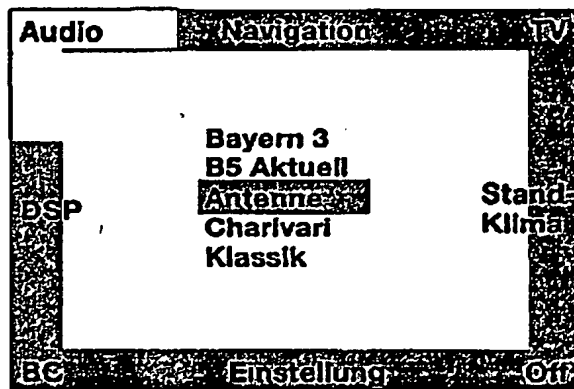 Audio Navigation TV
Bayern 3
B5 Aktuell
Antenne
DSP
Stand-
Charivari
Klima
Klassik
BC Einstellung Off